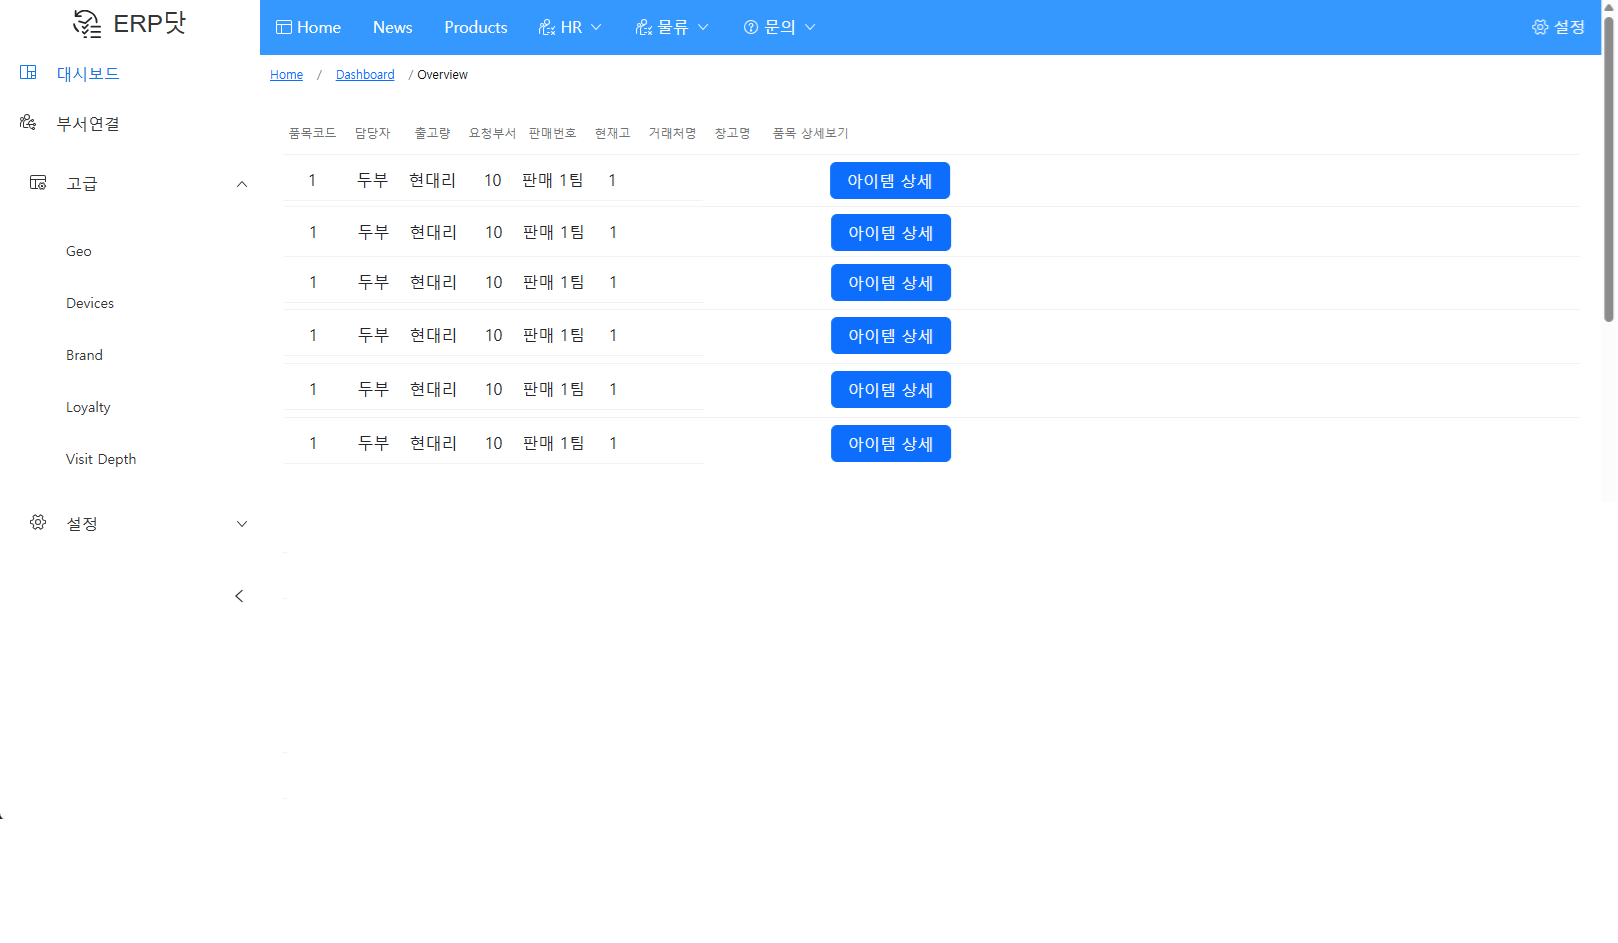 ERP닷
Home News Products HR 물류 문의 설정
Home / Dashboard / Overview
대시보드
부서연결
고급
Geo
Devices
Brand
Loyalty
Visit Depth
설정
품목코드 담당자 출고량 요청부서 판매번호 현재고 거래처명 창고명 품목 상세보기
1 두부 현대리 10 판매 1팀 1 아이템 상세
1 두부 현대리 10 판매 1팀 1 아이템 상세
1 두부 현대리 10 판매 1팀 1 아이템 상세
1 두부 현대리 10 판매 1팀 1 아이템 상세
1 두부 현대리 10 판매 1팀 1 아이템 상세
1 두부 현대리 10 판매 1팀 1 아이템 상세